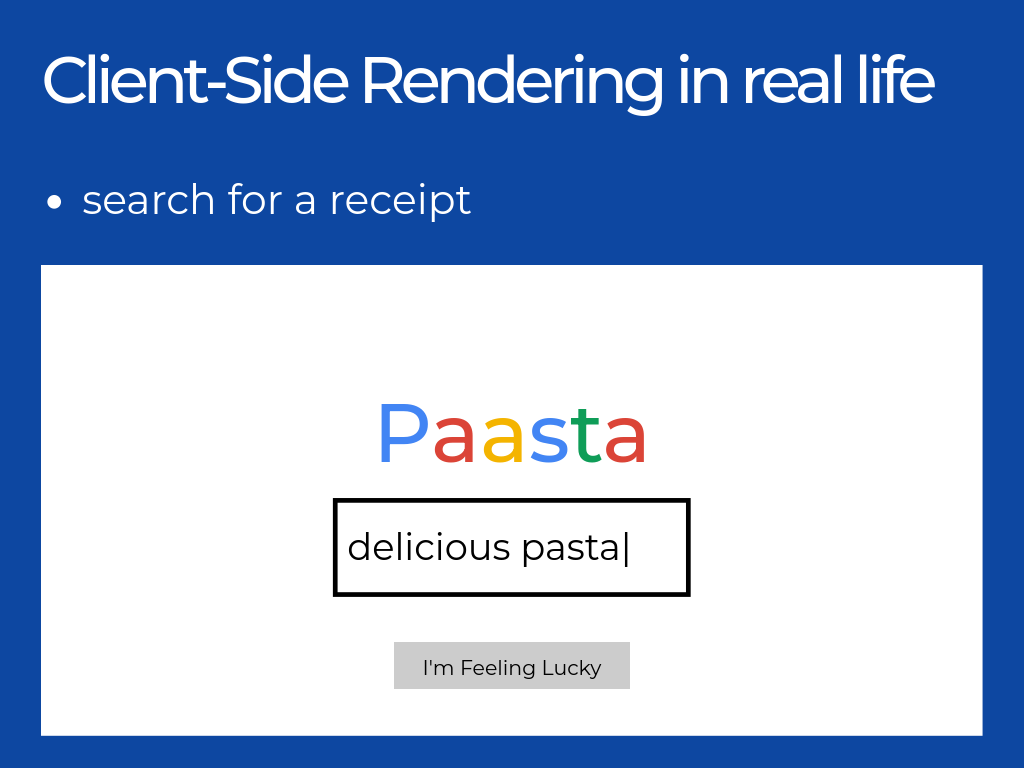 Client-Side Rendering in real life
• search for a receipt
Paasta
delicious pasta|
I'm Feeling Lucky